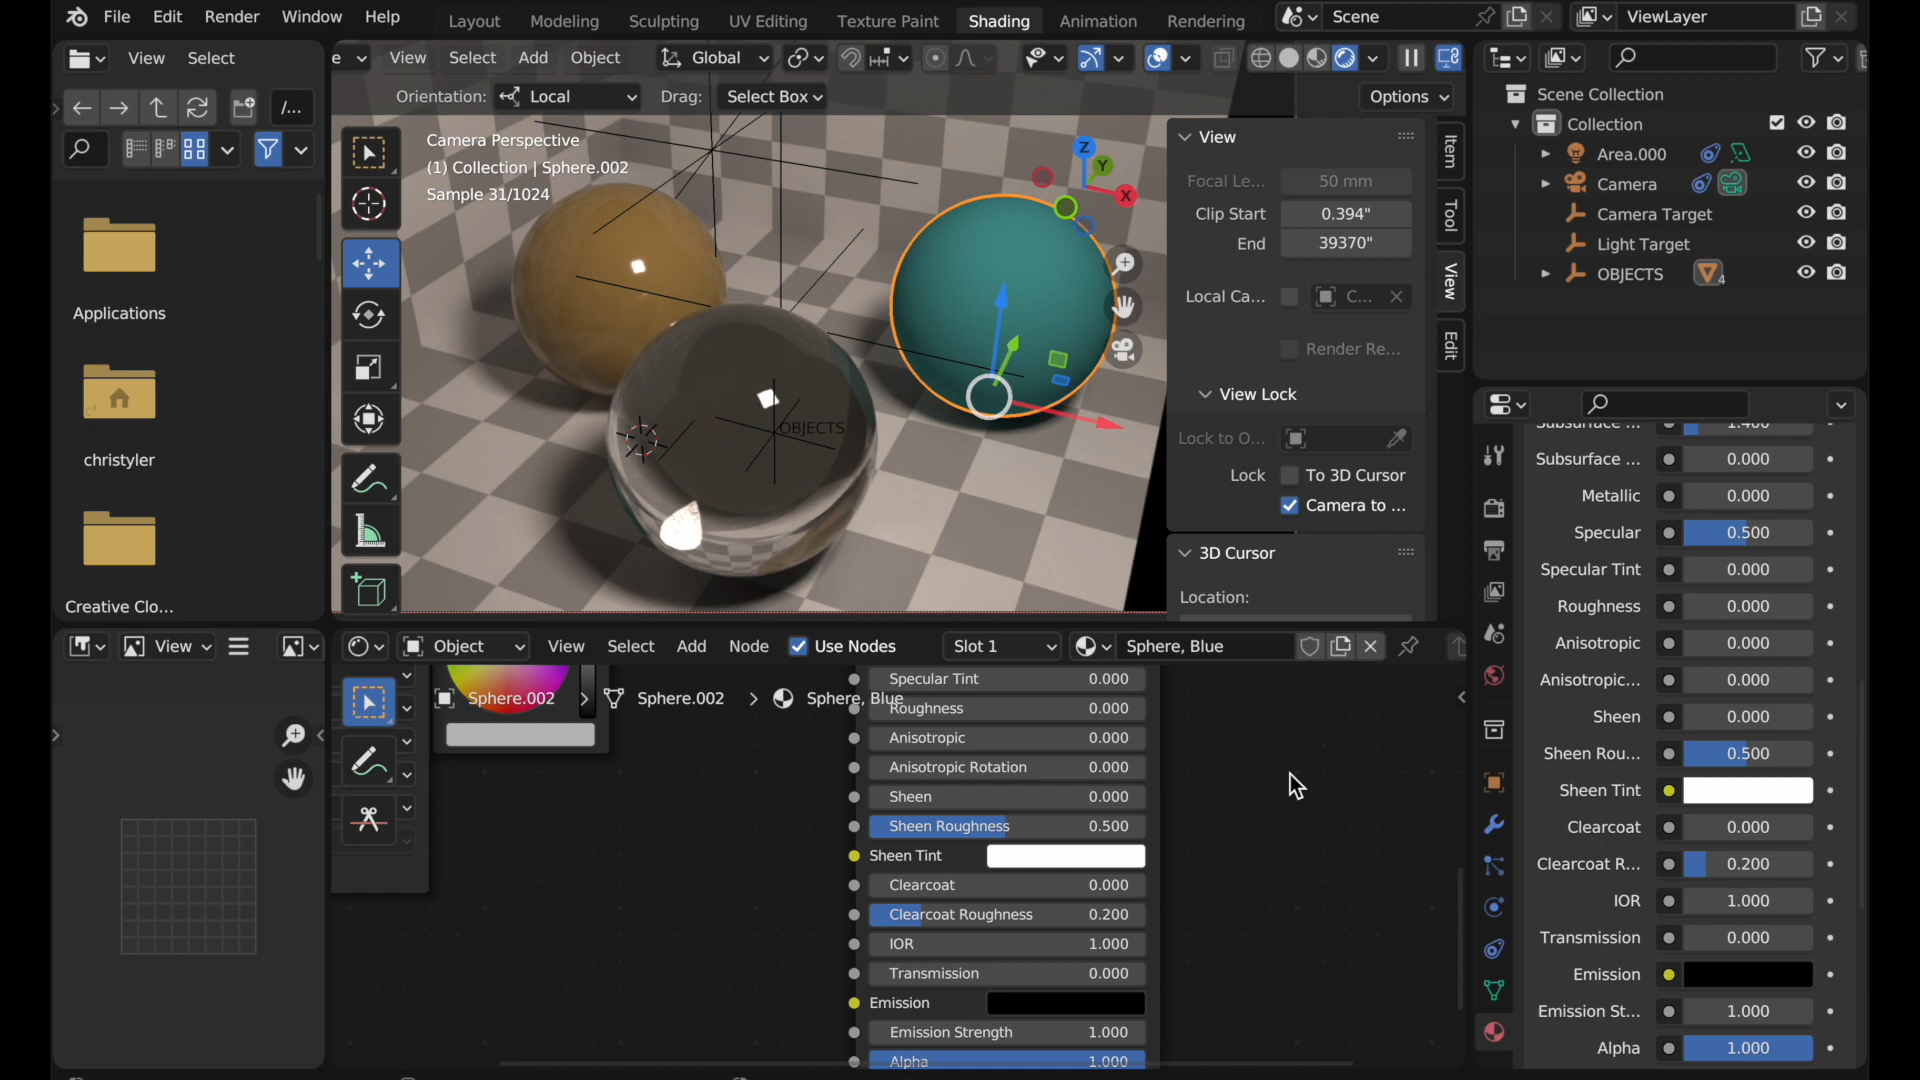 File Edit Render Window Help
Layout Modeling Sculpting UV Editing Texture Paint Shading Animation Rendering
Scene
ViewLayer
View Select
/...
Applications
christyler
Creative Clo...
e View Select Add Object
Global
Orientation: Local
Drag: Select Box
Options
Camera Perspective
(1) Collection | Sphere.002
Sample 31/1024
Z
Y
X
OBJECTS
View
Focal Le... 50 mm
Clip Start 0.394"
End 39370"
Local Ca... C...
Render Re...
View Lock
Lock to O...
Lock To 3D Cursor
Camera to ...
3D Cursor
Location:
Item
Tool
View
Edit
Scene Collection
Collection
Area.000
Camera
Camera Target
Light Target
OBJECTS 4
Subsurface ... 1.400
Subsurface ... 0.000
Metallic 0.000
Specular 0.500
Specular Tint 0.000
Roughness 0.000
Anisotropic 0.000
Anisotropic... 0.000
Sheen 0.000
Sheen Rou... 0.500
Sheen Tint
Clearcoat 0.000
Clearcoat R... 0.200
IOR 1.000
Transmission 0.000
Emission
Emission St... 1.000
Alpha 1.000
View
Object View Select Add Node Use Nodes Slot 1 Sphere, Blue
Sphere.002 > Sphere.002 > Sphere, Blue
Specular Tint 0.000
Roughness 0.000
Anisotropic 0.000
Anisotropic Rotation 0.000
Sheen 0.000
Sheen Roughness 0.500
Sheen Tint
Clearcoat 0.000
Clearcoat Roughness 0.200
IOR 1.000
Transmission 0.000
Emission
Emission Strength 1.000
Alpha 1.000